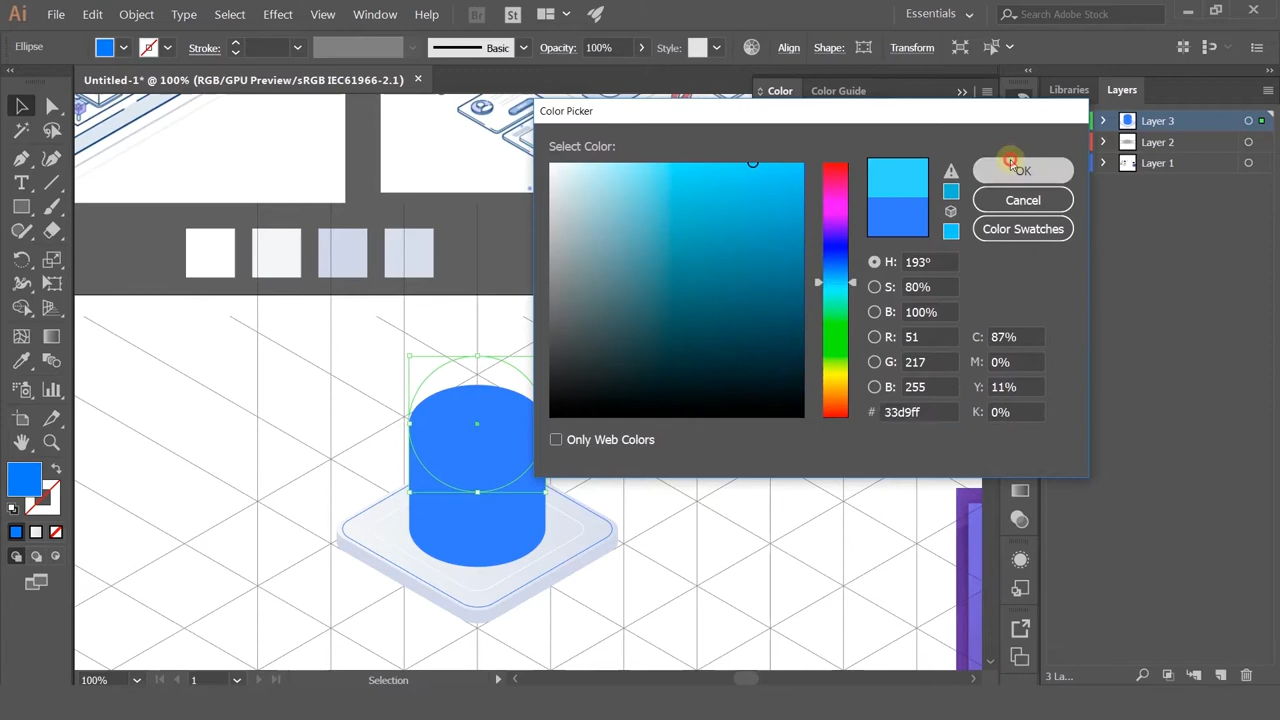 Ai File Edit Object Type Select Effect View Window Help Br St Essentials Search Adobe Stock
Ellipse Stroke: Basic Opacity: 100% Style: Align Shape: Transform
Untitled-1* @ 100% (RGB/GPU Preview/sRGB IEC61966-2.1) ×
Color Color Guide
Libraries Layers
Color Picker
Layer 3
Layer 2
Layer 1
Select Color:
OK
Cancel
Color Swatches
H: 193º
S: 80%
B: 100%
R: 51 C: 87%
G: 217 M: 0%
B: 255 Y: 11%
# 33d9ff K: 0%
Only Web Colors
100% 1 Selection
3 La...